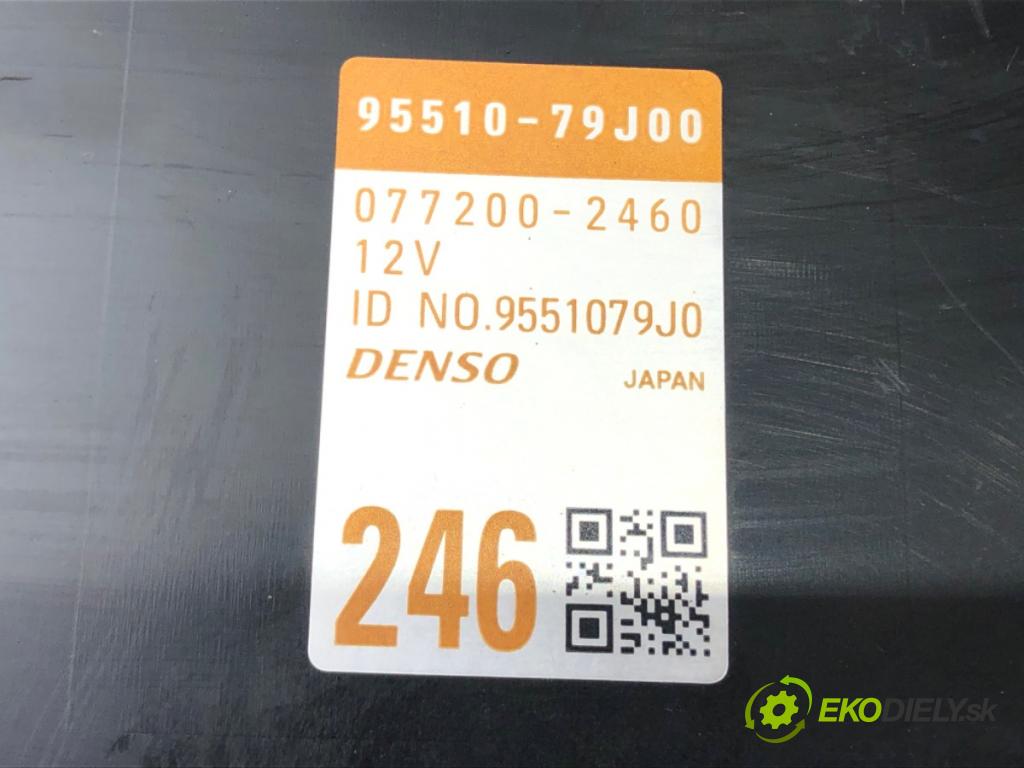 95510-79J00
077200-2460
12V
ID NO.9551079J0
DENSO JAPAN
246
EKODIELY.sk